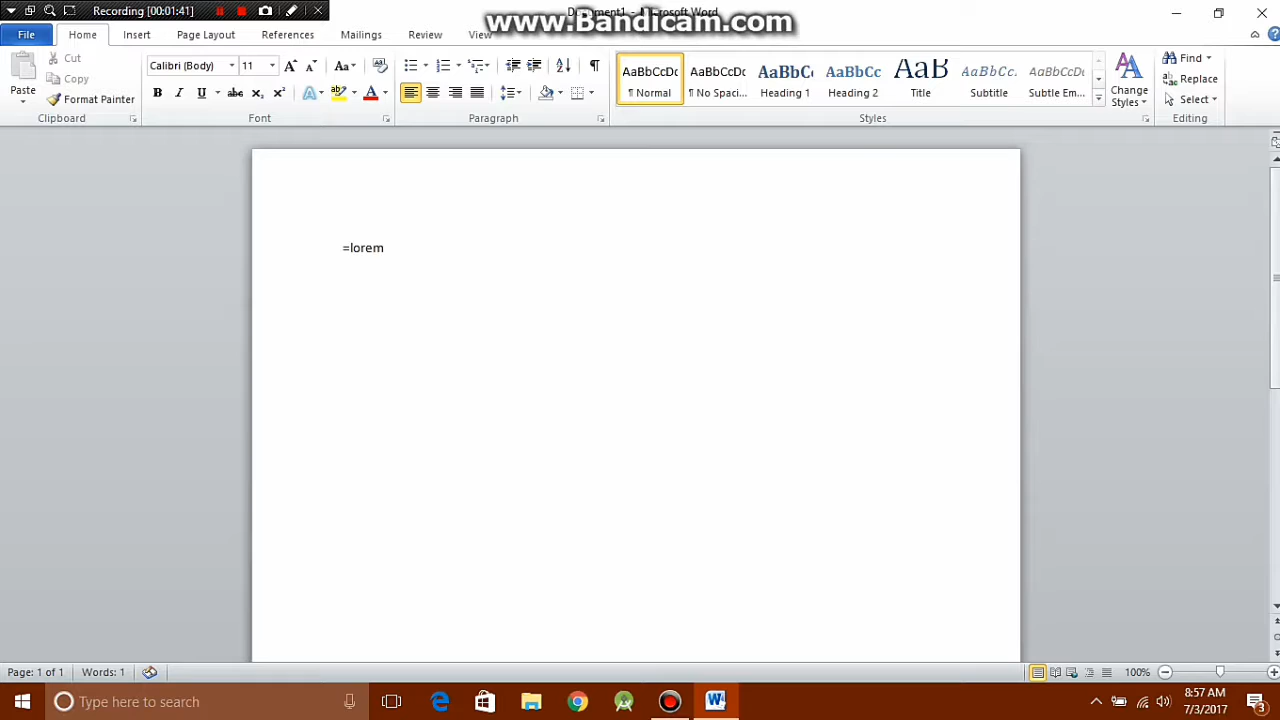 Recording [00:01:41]
www.Bandicam.com
File Home Insert Page Layout References Mailings Review View
Paste
Cut
Copy
Format Painter
Clipboard
Calibri (Body) 11
Font
Paragraph
AaBbCcDc AaBbCcDc AaBbC AaBbCc AaB AaBbCc. AaBbCcDc
¶ Normal ¶ No Spaci... Heading 1 Heading 2 Title Subtitle Subtle Em...
Styles
Change
Styles
Find
Replace
Select
Editing
=lorem
Page: 1 of 1 Words: 1 100%
Type here to search
8:57 AM
7/3/2017
3